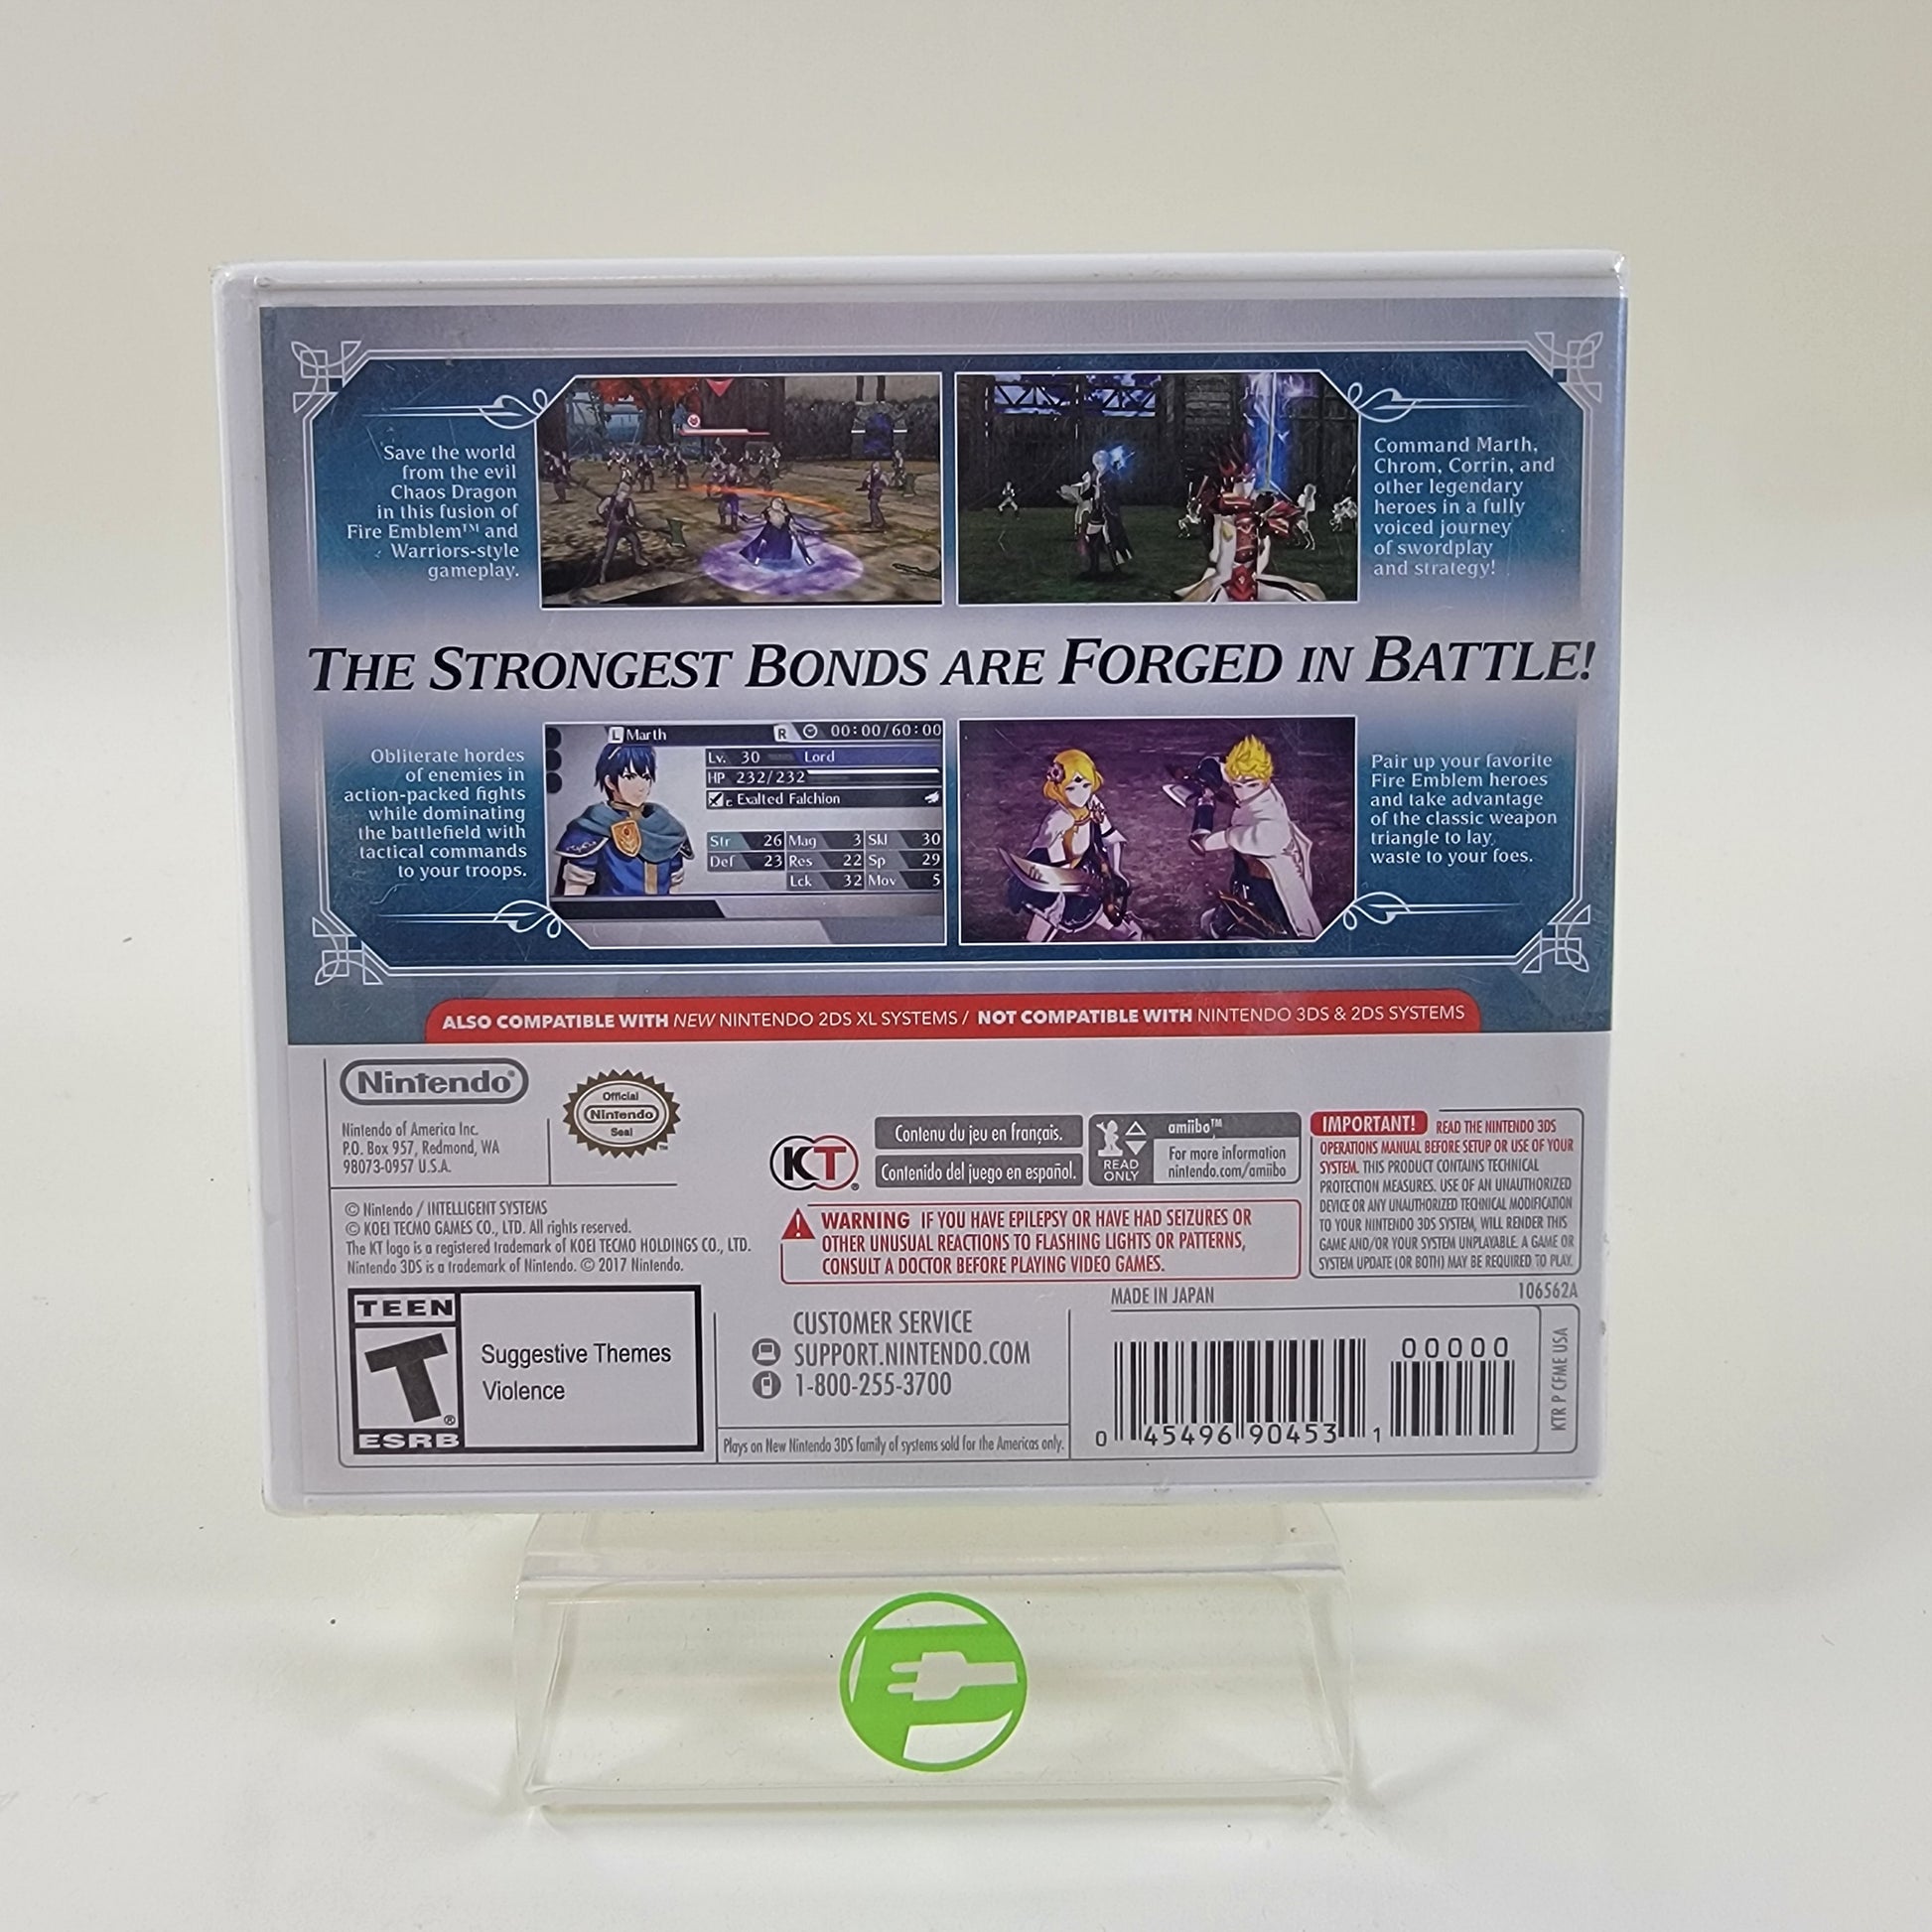 Save the world
from the evil
Chaos Dragon
in this fusion of
Fire Emblem™ and
Warriors-style
gameplay.
Command Marth,
Chrom, Corrin, and
other legendary
heroes in a fully
voiced journey
of swordplay
and strategy!
THE STRONGEST BONDS ARE FORGED IN BATTLE!
Obliterate hordes
of enemies in
action-packed fights
while dominating
the battlefield with
tactical commands
to your troops.
L Marth R 00:00/60:00
Lv. 30 Lord
HP 232/232
E Exalted Falchion
Str 26 Mag 3 Skl 30
Def 23 Res 22 Sp 29
Lck 32 Mov 5
Pair up your favorite
Fire Emblem heroes
and take advantage
of the classic weapon
triangle to lay
waste to your foes.
ALSO COMPATIBLE WITH NEW NINTENDO 2DS XL SYSTEMS / NOT COMPATIBLE WITH NINTENDO 3DS & 2DS SYSTEMS
Nintendo®
Nintendo of America Inc.
P.O. Box 957, Redmond, WA
98073-0957 U.S.A.
Official
Nintendo
Seal
™
KT®
Contenu du jeu en français.
Contenido del juego en español.
READ
ONLY
amiibo™
For more information
nintendo.com/amiibo
IMPORTANT! READ THE NINTENDO 3DS
OPERATIONS MANUAL BEFORE SETUP OR USE OF YOUR
SYSTEM. THIS PRODUCT CONTAINS TECHNICAL
PROTECTION MEASURES. USE OF AN UNAUTHORIZED
DEVICE OR ANY UNAUTHORIZED TECHNICAL MODIFICATION
TO YOUR NINTENDO 3DS SYSTEM, WILL RENDER THIS
GAME AND/OR YOUR SYSTEM UNPLAYABLE. A GAME OR
SYSTEM UPDATE (OR BOTH) MAY BE REQUIRED TO PLAY.
© Nintendo / INTELLIGENT SYSTEMS
© KOEI TECMO GAMES CO., LTD. All rights reserved.
The KT logo is a registered trademark of KOEI TECMO HOLDINGS CO., LTD.
Nintendo 3DS is a trademark of Nintendo. © 2017 Nintendo.
WARNING IF YOU HAVE EPILEPSY OR HAVE HAD SEIZURES OR
OTHER UNUSUAL REACTIONS TO FLASHING LIGHTS OR PATTERNS,
CONSULT A DOCTOR BEFORE PLAYING VIDEO GAMES.
TEEN
T®
ESRB
Suggestive Themes
Violence
CUSTOMER SERVICE
SUPPORT.NINTENDO.COM
1-800-255-3700
Plays on New Nintendo 3DS family of systems sold for the Americas only.
MADE IN JAPAN
106562A
00000
0 45496 90453 1
KTR P CFME USA